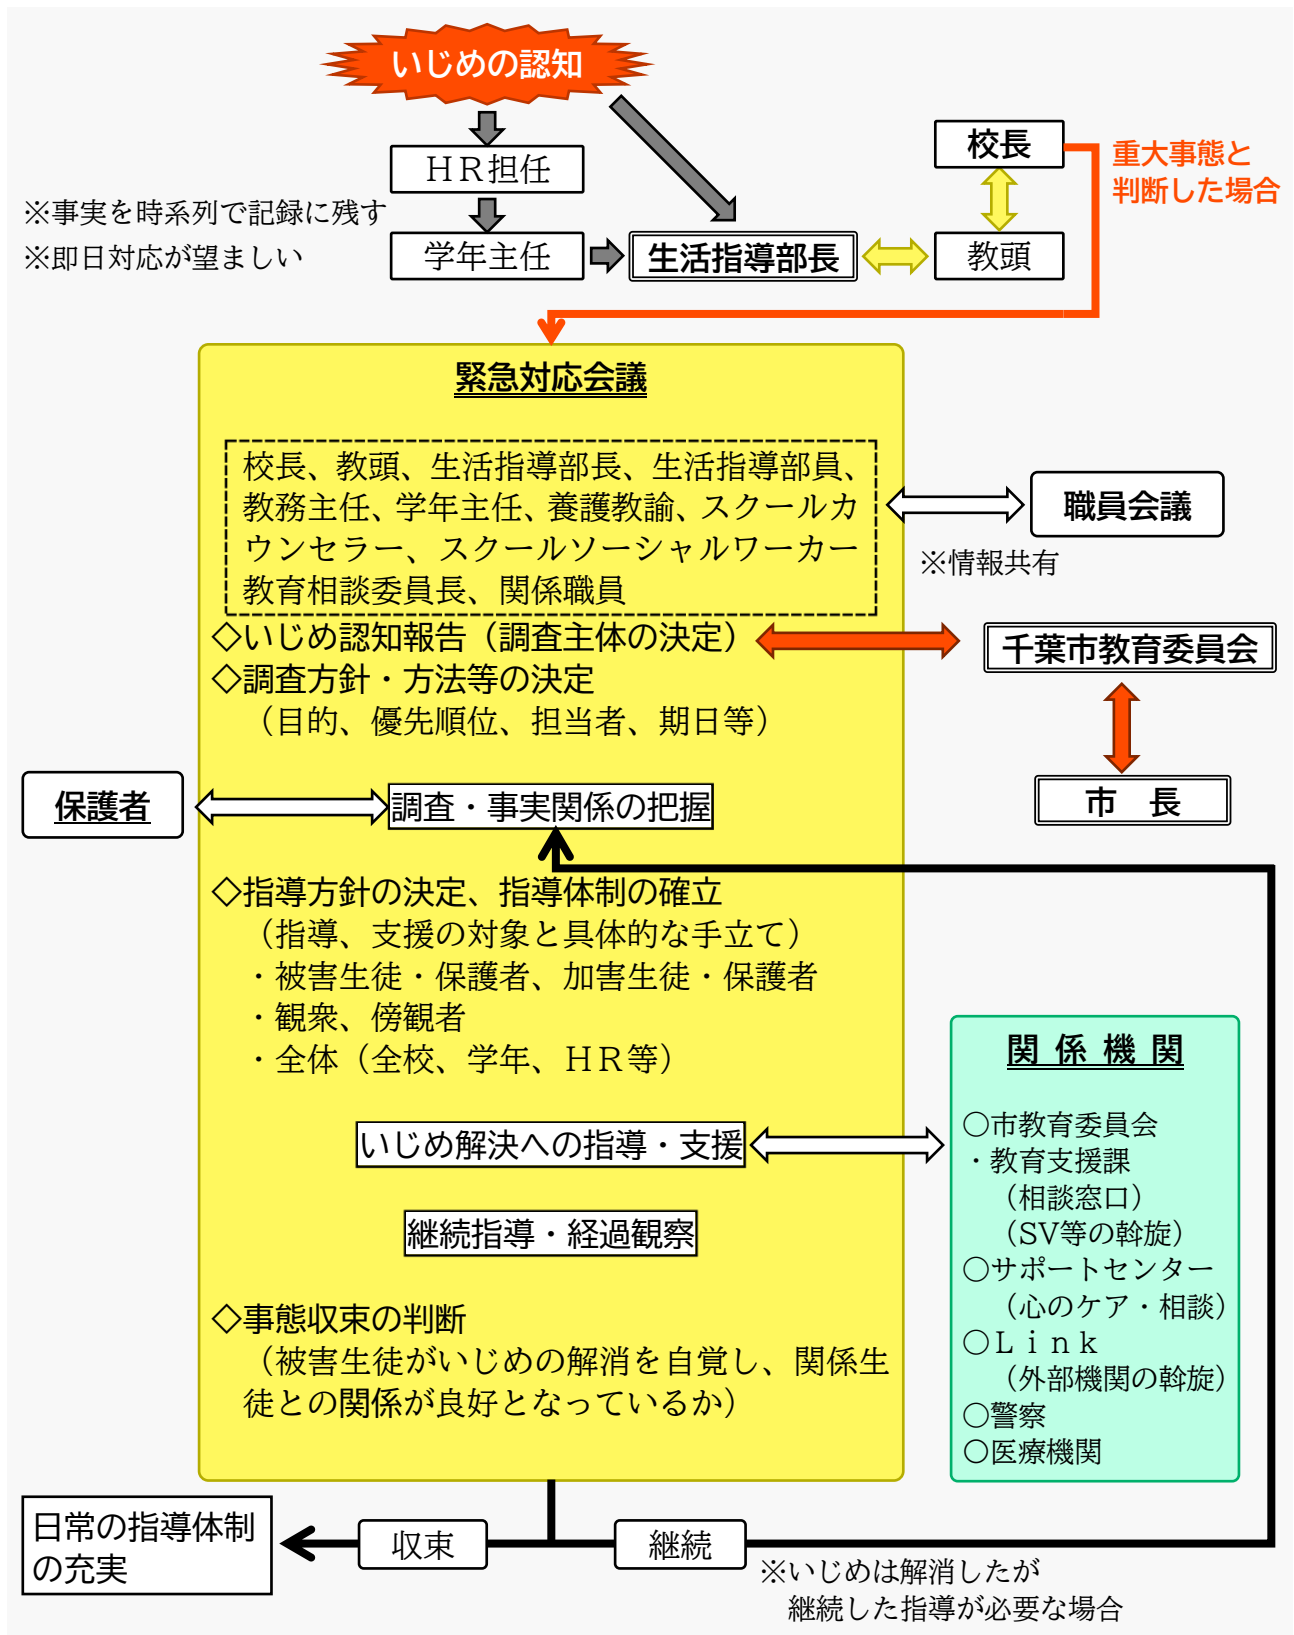 いじめの認知
ＨＲ担任
校長
重大事態と
判断した場合
※事実を時系列で記録に残す
※即日対応が望ましい
学年主任
生活指導部長
教頭
緊急対応会議
校長、教頭、生活指導部長、生活指導部員、
教務主任、学年主任、養護教諭、スクールカ
ウンセラー、スクールソーシャルワーカー
教育相談委員長、関係職員
職員会議
※情報共有
◇いじめ認知報告（調査主体の決定）
千葉市教育委員会
◇調査方針・方法等の決定
（目的、優先順位、担当者、期日等）
市　長
保護者
調査・事実関係の把握
◇指導方針の決定、指導体制の確立
（指導、支援の対象と具体的な手立て）
・被害生徒・保護者、加害生徒・保護者
・観衆、傍観者
・全体（全校、学年、ＨＲ等）
いじめ解決への指導・支援
継続指導・経過観察
◇事態収束の判断
（被害生徒がいじめの解消を自覚し、関係生
徒との関係が良好となっているか）
関 係 機 関
○市教育委員会
・教育支援課
（相談窓口）
（SV等の斡旋）
○サポートセンター
（心のケア・相談）
○Ｌｉｎｋ
（外部機関の斡旋）
○警察
○医療機関
日常の指導体制
の充実
収束
継続
※いじめは解消したが
継続した指導が必要な場合